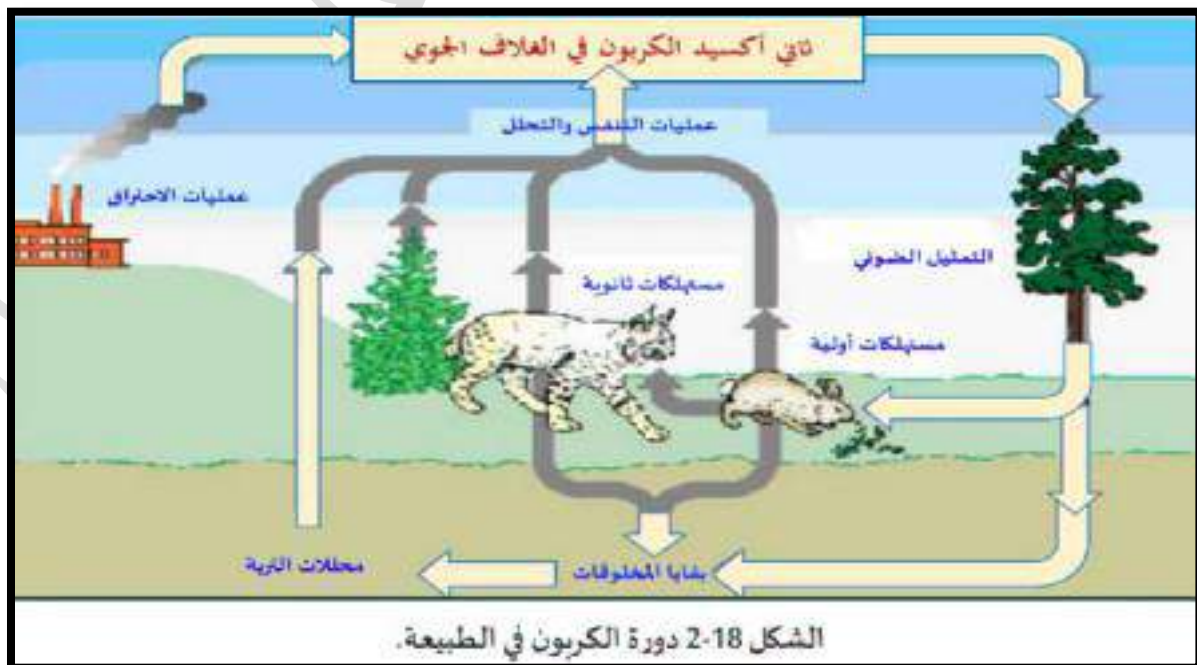 ثاني أكسيد الكربون في الغلاف الجوي
عمليات التنفس والتحلل
عمليات الاحتراق
التمثيل الضوئي
مستهلكات ثانوية
مستهلكات أولية
محللات التربة
بقايا المخلوقات
الشكل 18-2 دورة الكربون في الطبيعة.